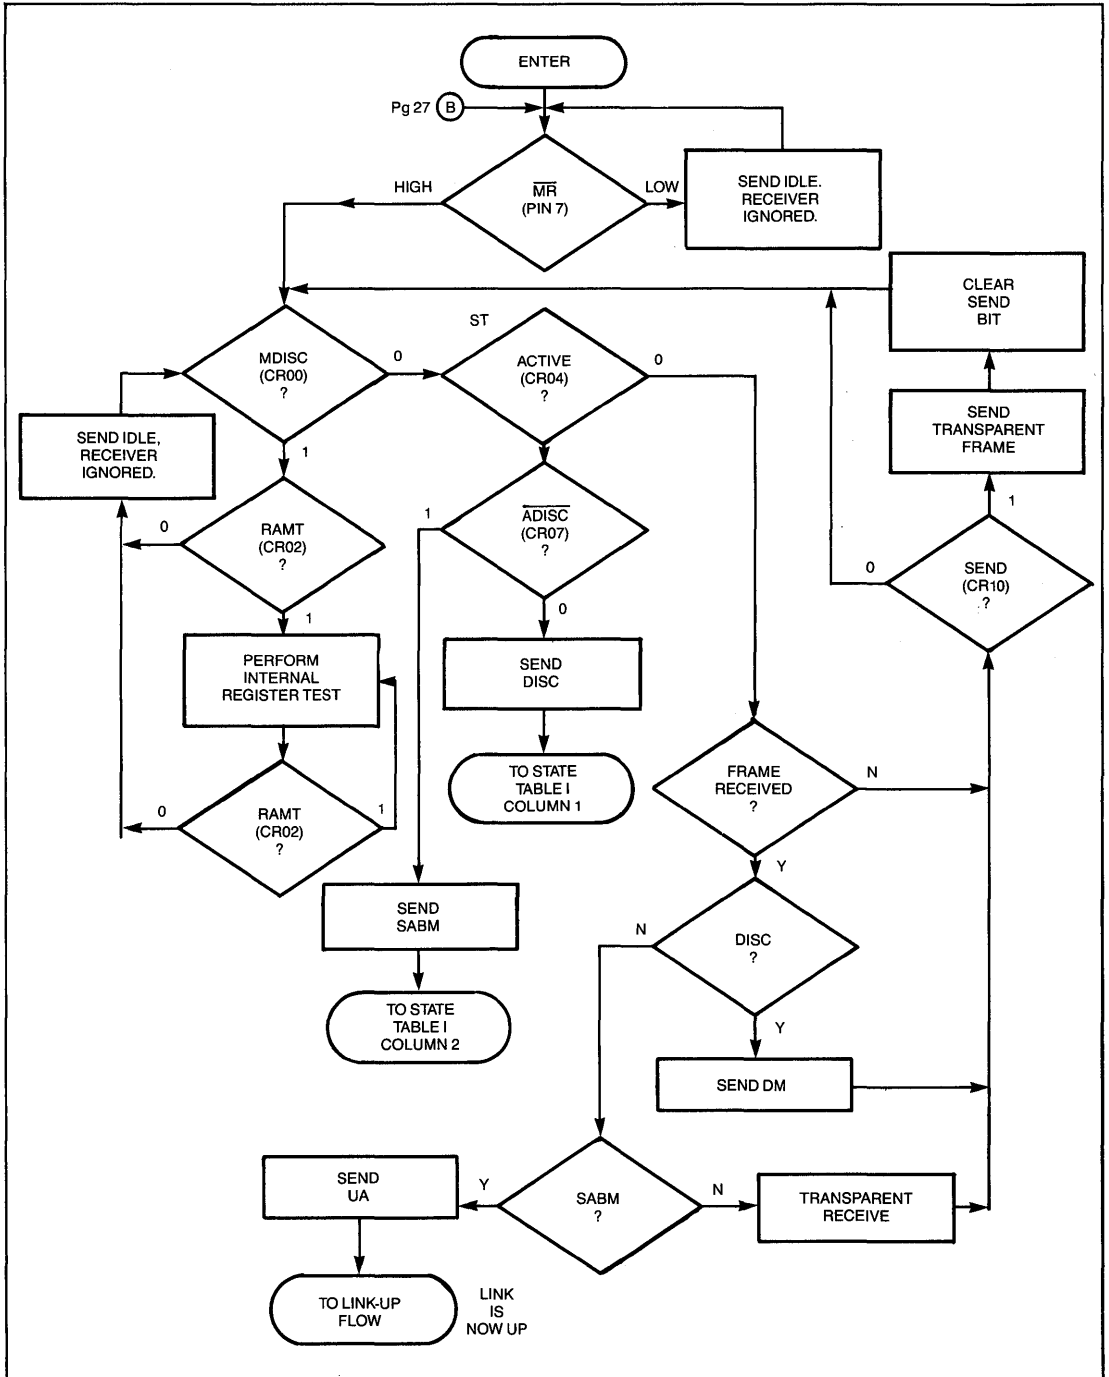 ENTER
Pg 27 B
HIGH
MR
(PIN 7)
LOW
SEND IDLE.
RECEIVER
IGNORED.
CLEAR
SEND
BIT
ST
MDISC
(CR00)
?
0
ACTIVE
(CR04)
?
0
SEND
TRANSPARENT
FRAME
SEND IDLE,
RECEIVER
IGNORED.
1
1
1
0
RAMT
(CR02)
?
ADISC
(CR07)
?
0
SEND
(CR10)
?
1
0
PERFORM
INTERNAL
REGISTER TEST
SEND
DISC
TO STATE
TABLE I
COLUMN 1
FRAME
RECEIVED
?
N
0
RAMT
(CR02)
?
1
Y
SEND
SABM
N
DISC
?
TO STATE
TABLE I
COLUMN 2
Y
SEND DM
SEND
UA
Y
SABM
?
N
TRANSPARENT
RECEIVE
TO LINK-UP
FLOW
LINK
IS
NOW UP